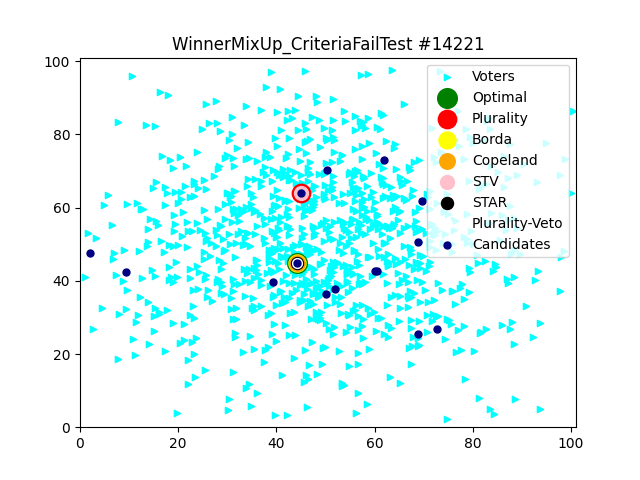 WinnerMixUp_CriteriaFailTest #14221
100
80
60
40
20
0
0 20 40 60 80 100
Voters
Optimal
Plurality
Borda
Copeland
STV
STAR
Plurality-Veto
Candidates